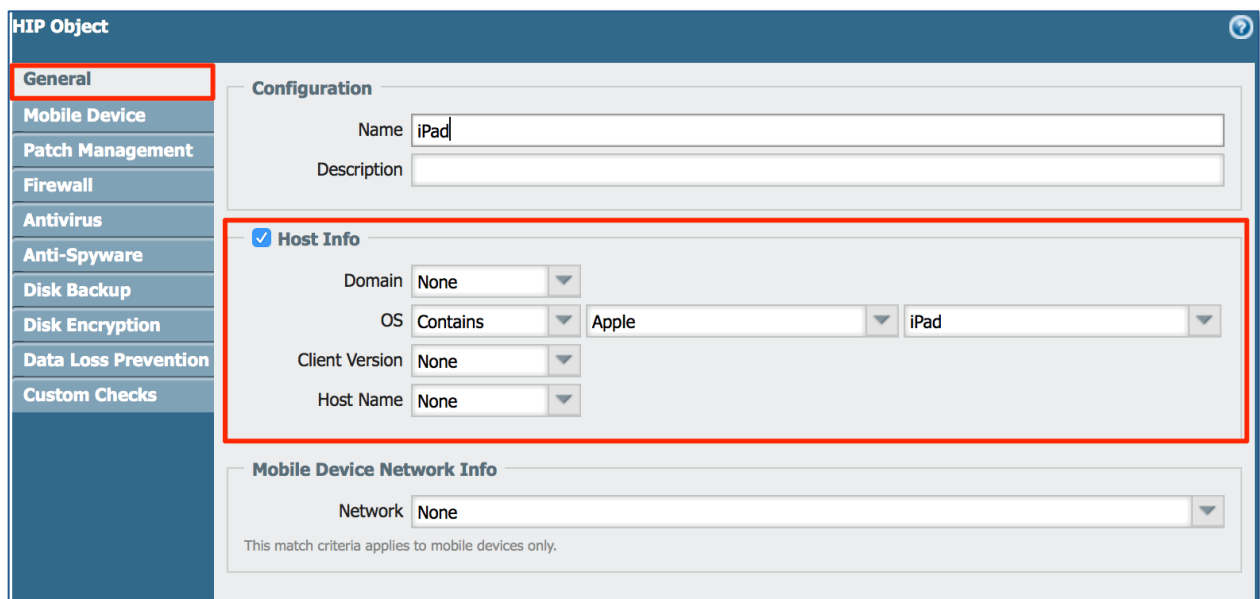 HIP Object
General
Mobile Device
Patch Management
Firewall
Antivirus
Anti-Spyware
Disk Backup
Disk Encryption
Data Loss Prevention
Custom Checks
Configuration
Name iPad
Description
Host Info
Domain None
OS Contains Apple iPad
Client Version None
Host Name None
Mobile Device Network Info
Network None
This match criteria applies to mobile devices only.